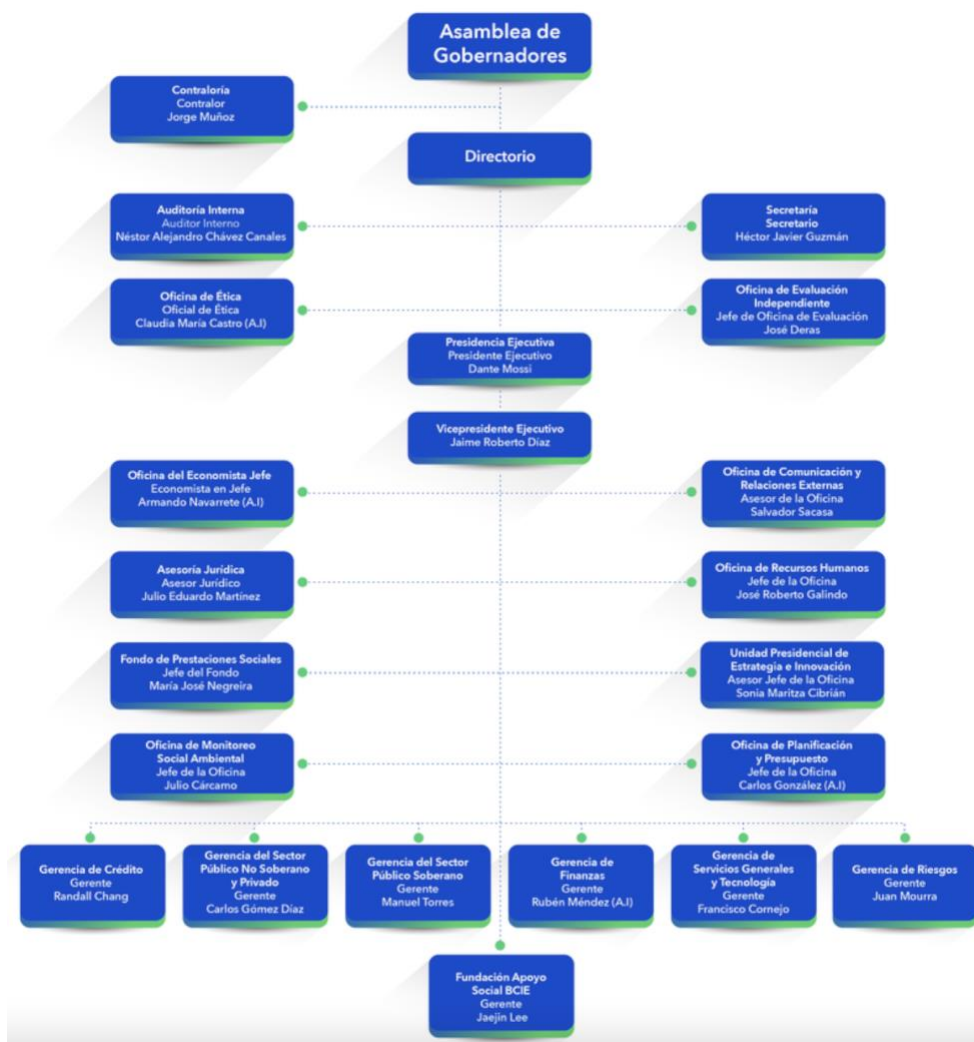 Asamblea de
Gobernadores
Contraloría
Contralor
Jorge Muñoz
Directorio
Auditoría Interna
Auditor Interno
Néstor Alejandro Chávez Canales
Secretaría
Secretario
Héctor Javier Guzmán
Oficina de Ética
Oficial de Ética
Claudia María Castro (A.I)
Oficina de Evaluación
Independiente
Jefe de Oficina de Evaluación
José Deras
Presidencia Ejecutiva
Presidente Ejecutivo
Dante Mossi
Vicepresidente Ejecutivo
Jaime Roberto Díaz
Oficina del Economista Jefe
Economista en Jefe
Armando Navarrete (A.I)
Oficina de Comunicación y
Relaciones Externas
Asesor de la Oficina
Salvador Sacasa
Asesoría Jurídica
Asesor Jurídico
Julio Eduardo Martínez
Oficina de Recursos Humanos
Jefe de la Oficina
José Roberto Galindo
Fondo de Prestaciones Sociales
Jefe del Fondo
María José Negreira
Unidad Presidencial de
Estrategia e Innovación
Asesor Jefe de la Oficina
Sonia Maritza Cibrián
Oficina de Monitoreo
Social Ambiental
Jefe de la Oficina
Julio Cárcamo
Oficina de Planificación
y Presupuesto
Jefe de la Oficina
Carlos González (A.I)
Gerencia de Crédito
Gerente
Randall Chang
Gerencia del Sector
Público No Soberano
y Privado
Gerente
Carlos Gómez Díaz
Gerencia del Sector
Público Soberano
Gerente
Manuel Torres
Gerencia de
Finanzas
Gerente
Rubén Méndez (A.I)
Gerencia de
Servicios Generales
y Tecnología
Gerente
Francisco Cornejo
Gerencia de Riesgos
Gerente
Juan Mourra
Fundación Apoyo
Social BCIE
Gerente
Jaejin Lee